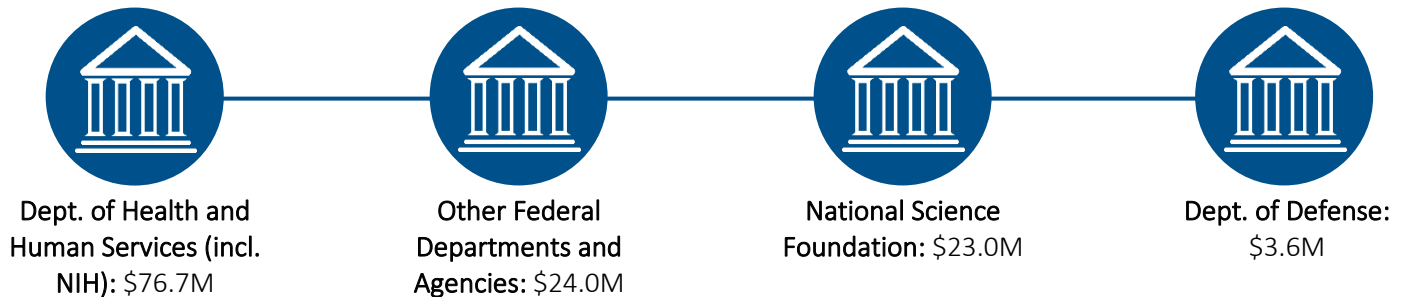 Dept. of Health and
Human Services (incl.
NIH): $76.7M
Other Federal
Departments and
Agencies: $24.0M
National Science
Foundation: $23.0M
Dept. of Defense:
$3.6M